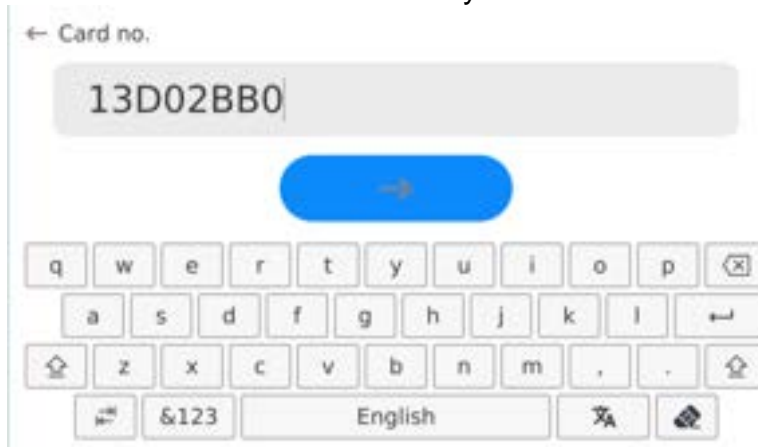 ← Card no.
13D02BB0
→
q w e r t y u i o p
a s d f g h j k l
z x c v b n m , .
&123 English